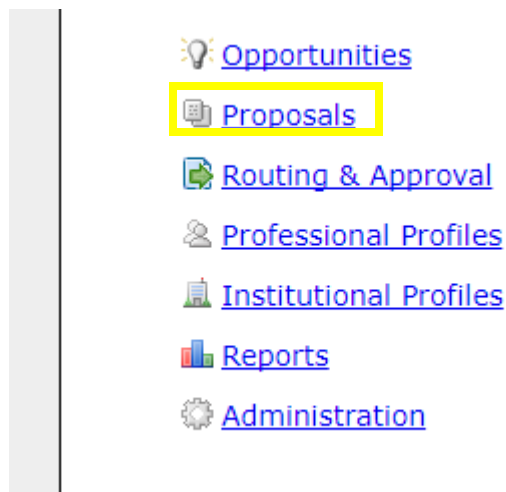 Opportunities
Proposals
Routing & Approval
Professional Profiles
Institutional Profiles
Reports
Administration